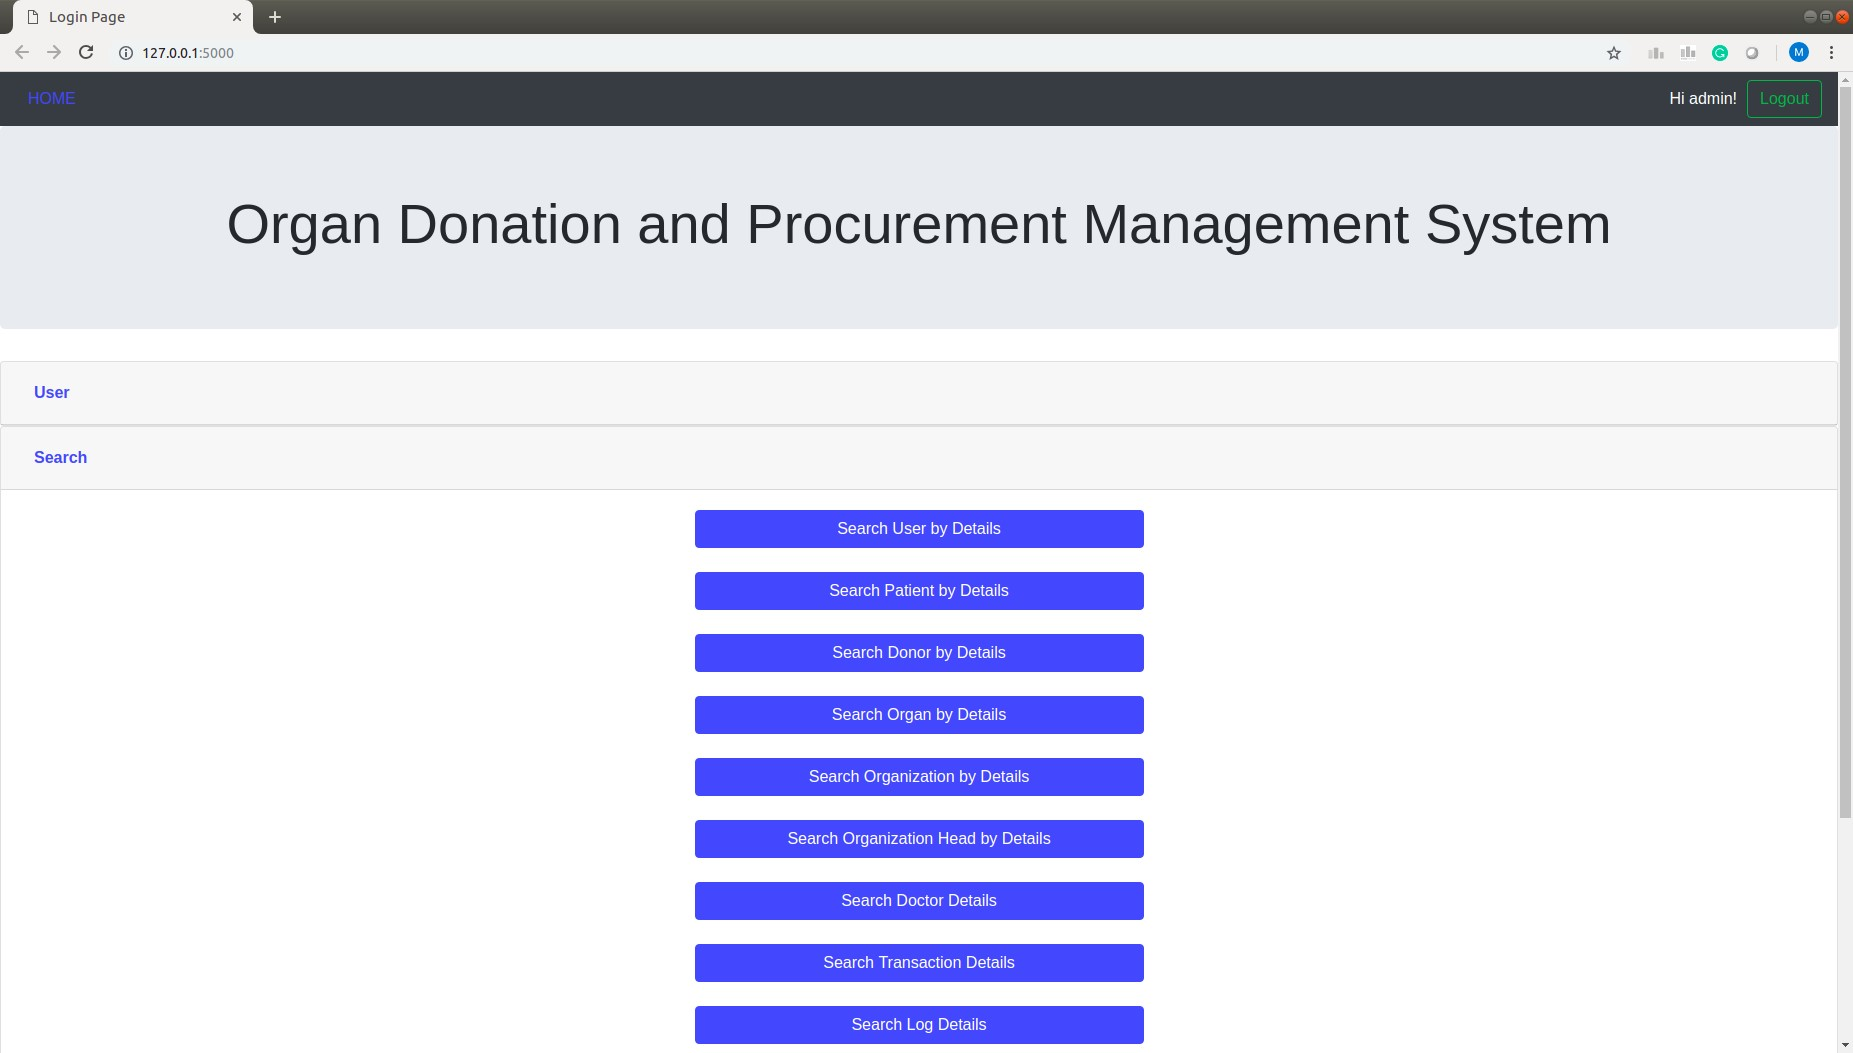 Login Page
127.0.0.1:5000
M
HOME
Hi admin!
Logout
Organ Donation and Procurement Management System
User
Search
Search User by Details
Search Patient by Details
Search Donor by Details
Search Organ by Details
Search Organization by Details
Search Organization Head by Details
Search Doctor Details
Search Transaction Details
Search Log Details